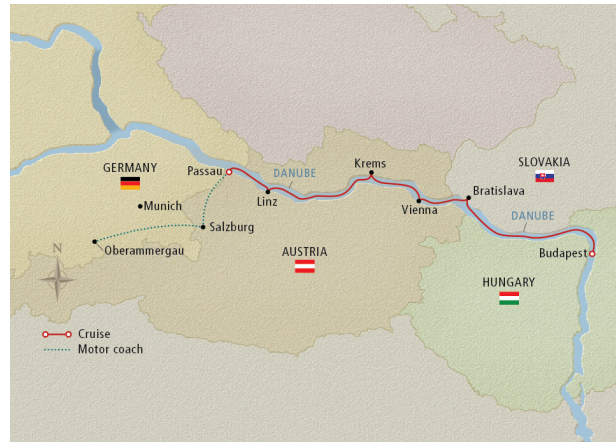 Krems
SLOVAKIA
GERMANY
Passau
DANUBE
Linz
Bratislava
Munich
Vienna
DANUBE
Salzburg
Oberammergau
N
AUSTRIA
Budapest
HUNGARY
Cruise
Motor coach